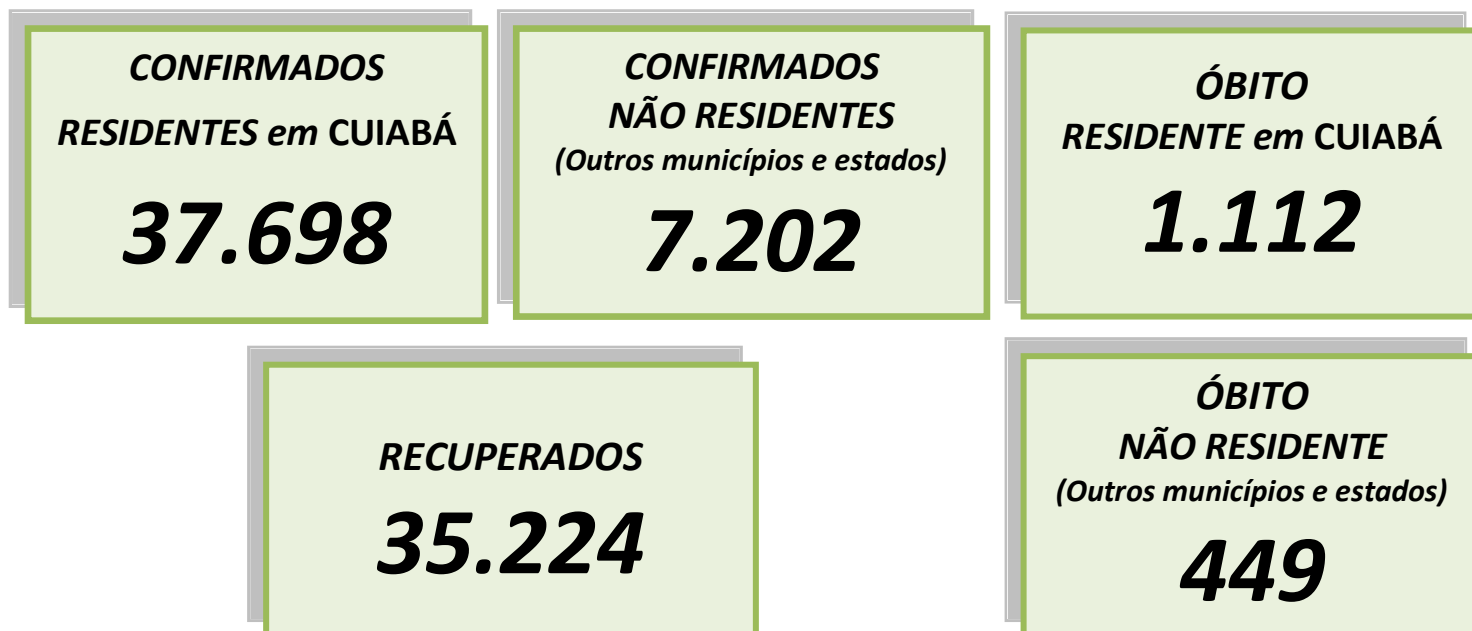 CONFIRMADOS
RESIDENTES em CUIABÁ
37.698
CONFIRMADOS
NÃO RESIDENTES
(Outros municípios e estados)
7.202
ÓBITO
RESIDENTE em CUIABÁ
1.112
RECUPERADOS
35.224
ÓBITO
NÃO RESIDENTE
(Outros municípios e estados)
449